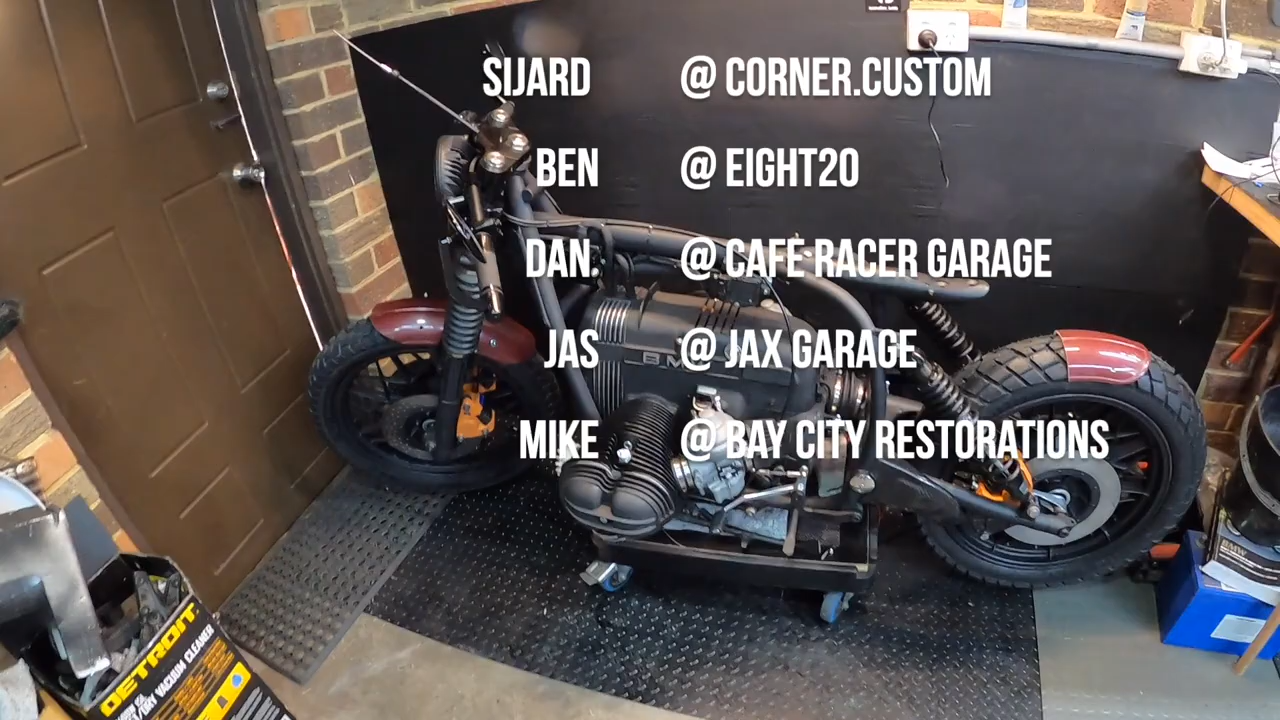 SIJARD @ CORNER.CUSTOM
BEN @ EIGHT20
DAN. @ CAFE RACER GARAGE
JAS @ JAX GARAGE
MIKE @ BAY CITY RESTORATIONS
BMW
DETROIT
VACUUM CLEANER